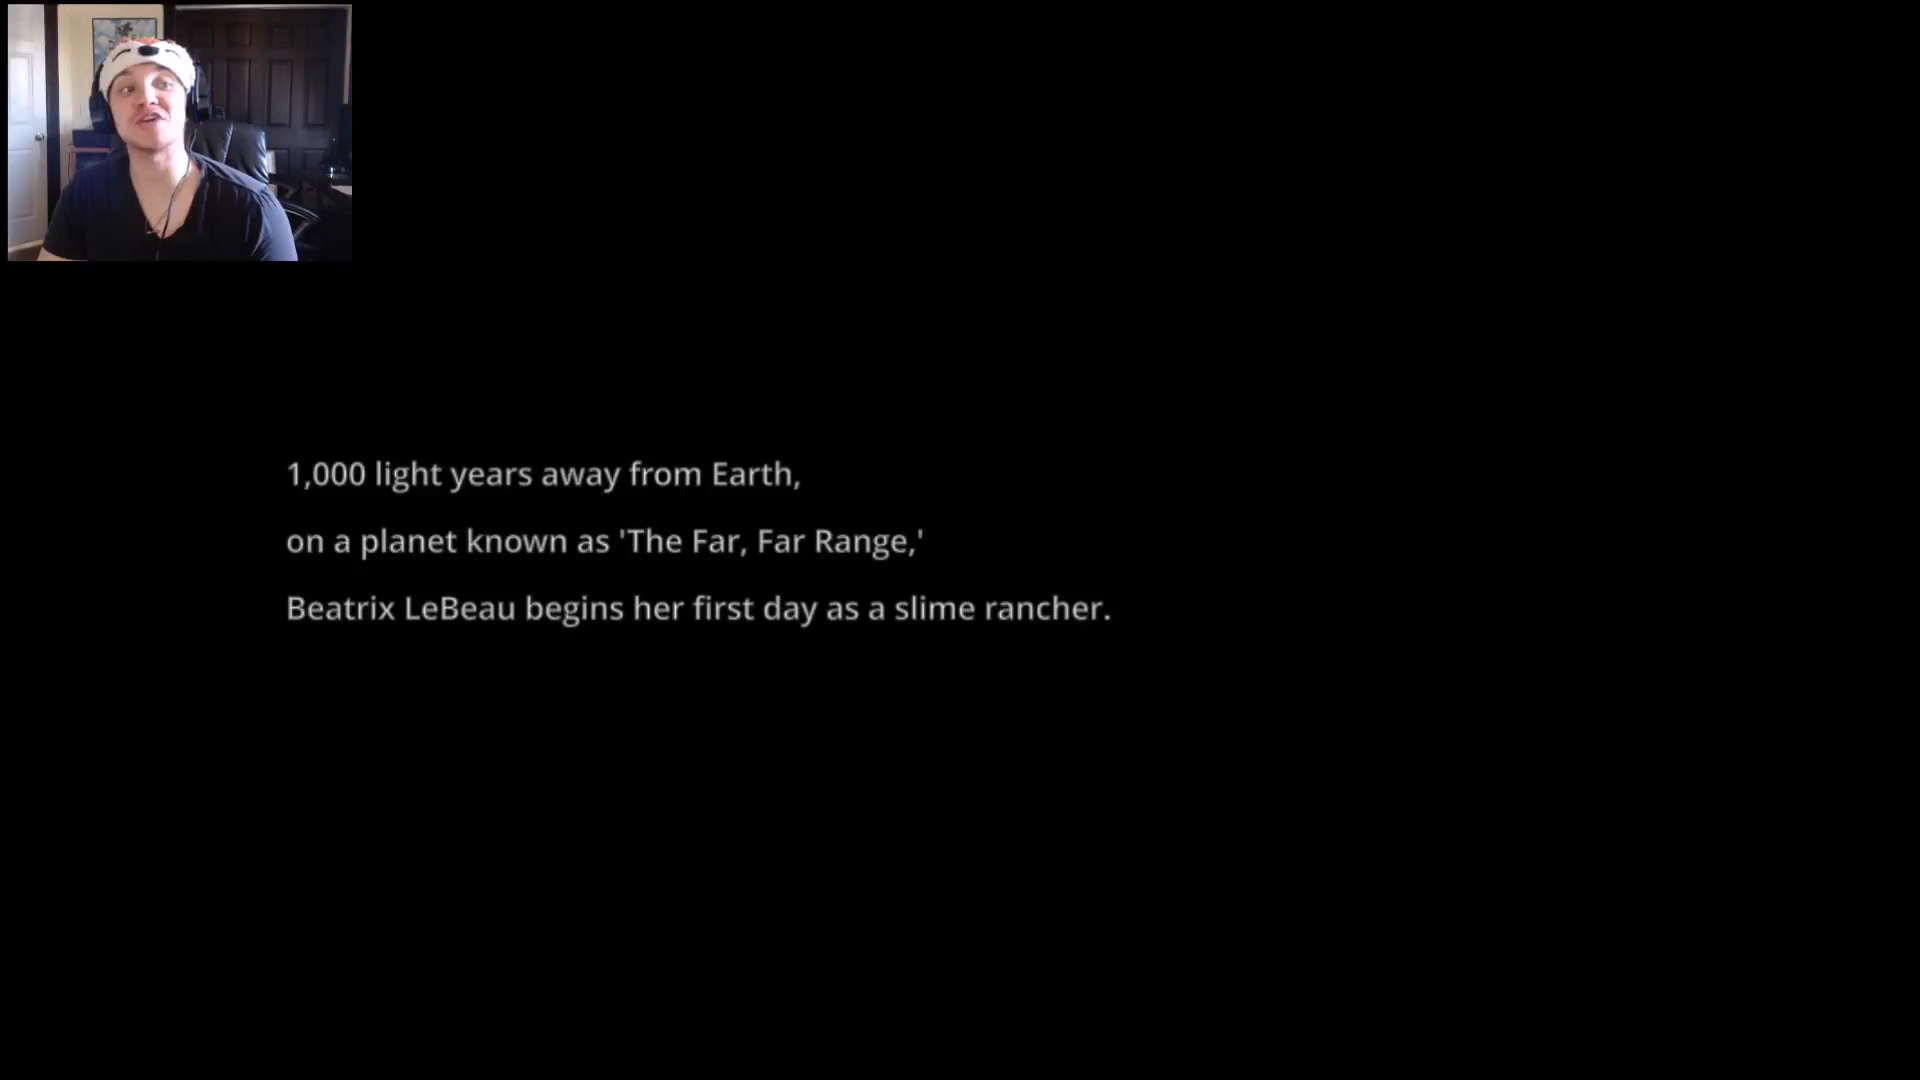 1,000 light years away from Earth,
on a planet known as 'The Far, Far Range,'
Beatrix LeBeau begins her first day as a slime rancher.